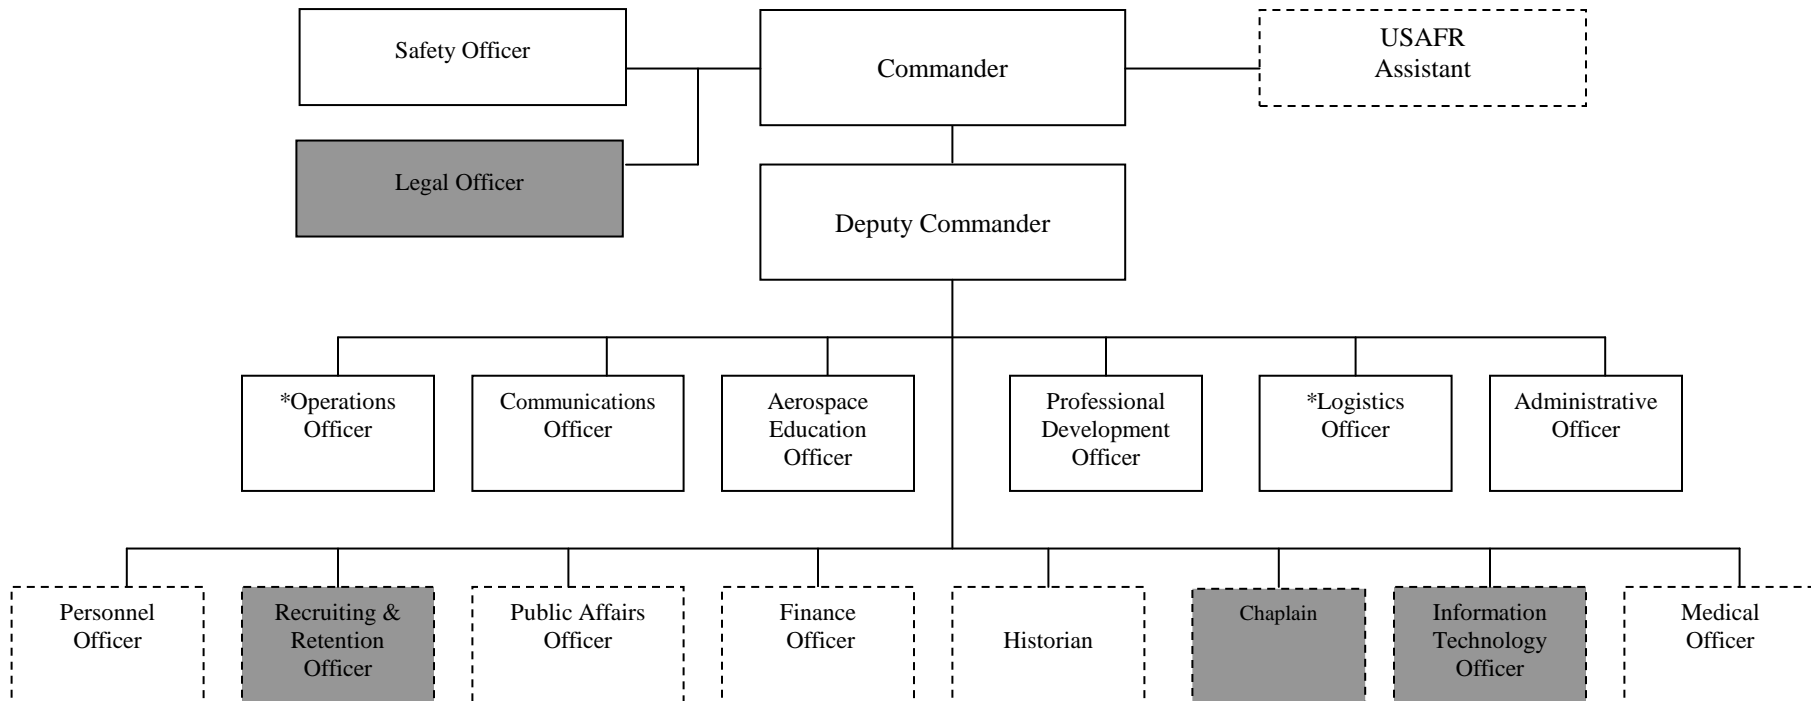 Safety Officer
Commander
USAFR
Assistant
Legal Officer
Deputy Commander
*Operations
Officer
Communications
Officer
Aerospace
Education
Officer
Professional
Development
Officer
*Logistics
Officer
Administrative
Officer
Personnel
Officer
Recruiting &
Retention
Officer
Public Affairs
Officer
Finance
Officer
Historian
Chaplain
Information
Technology
Officer
Medical
Officer